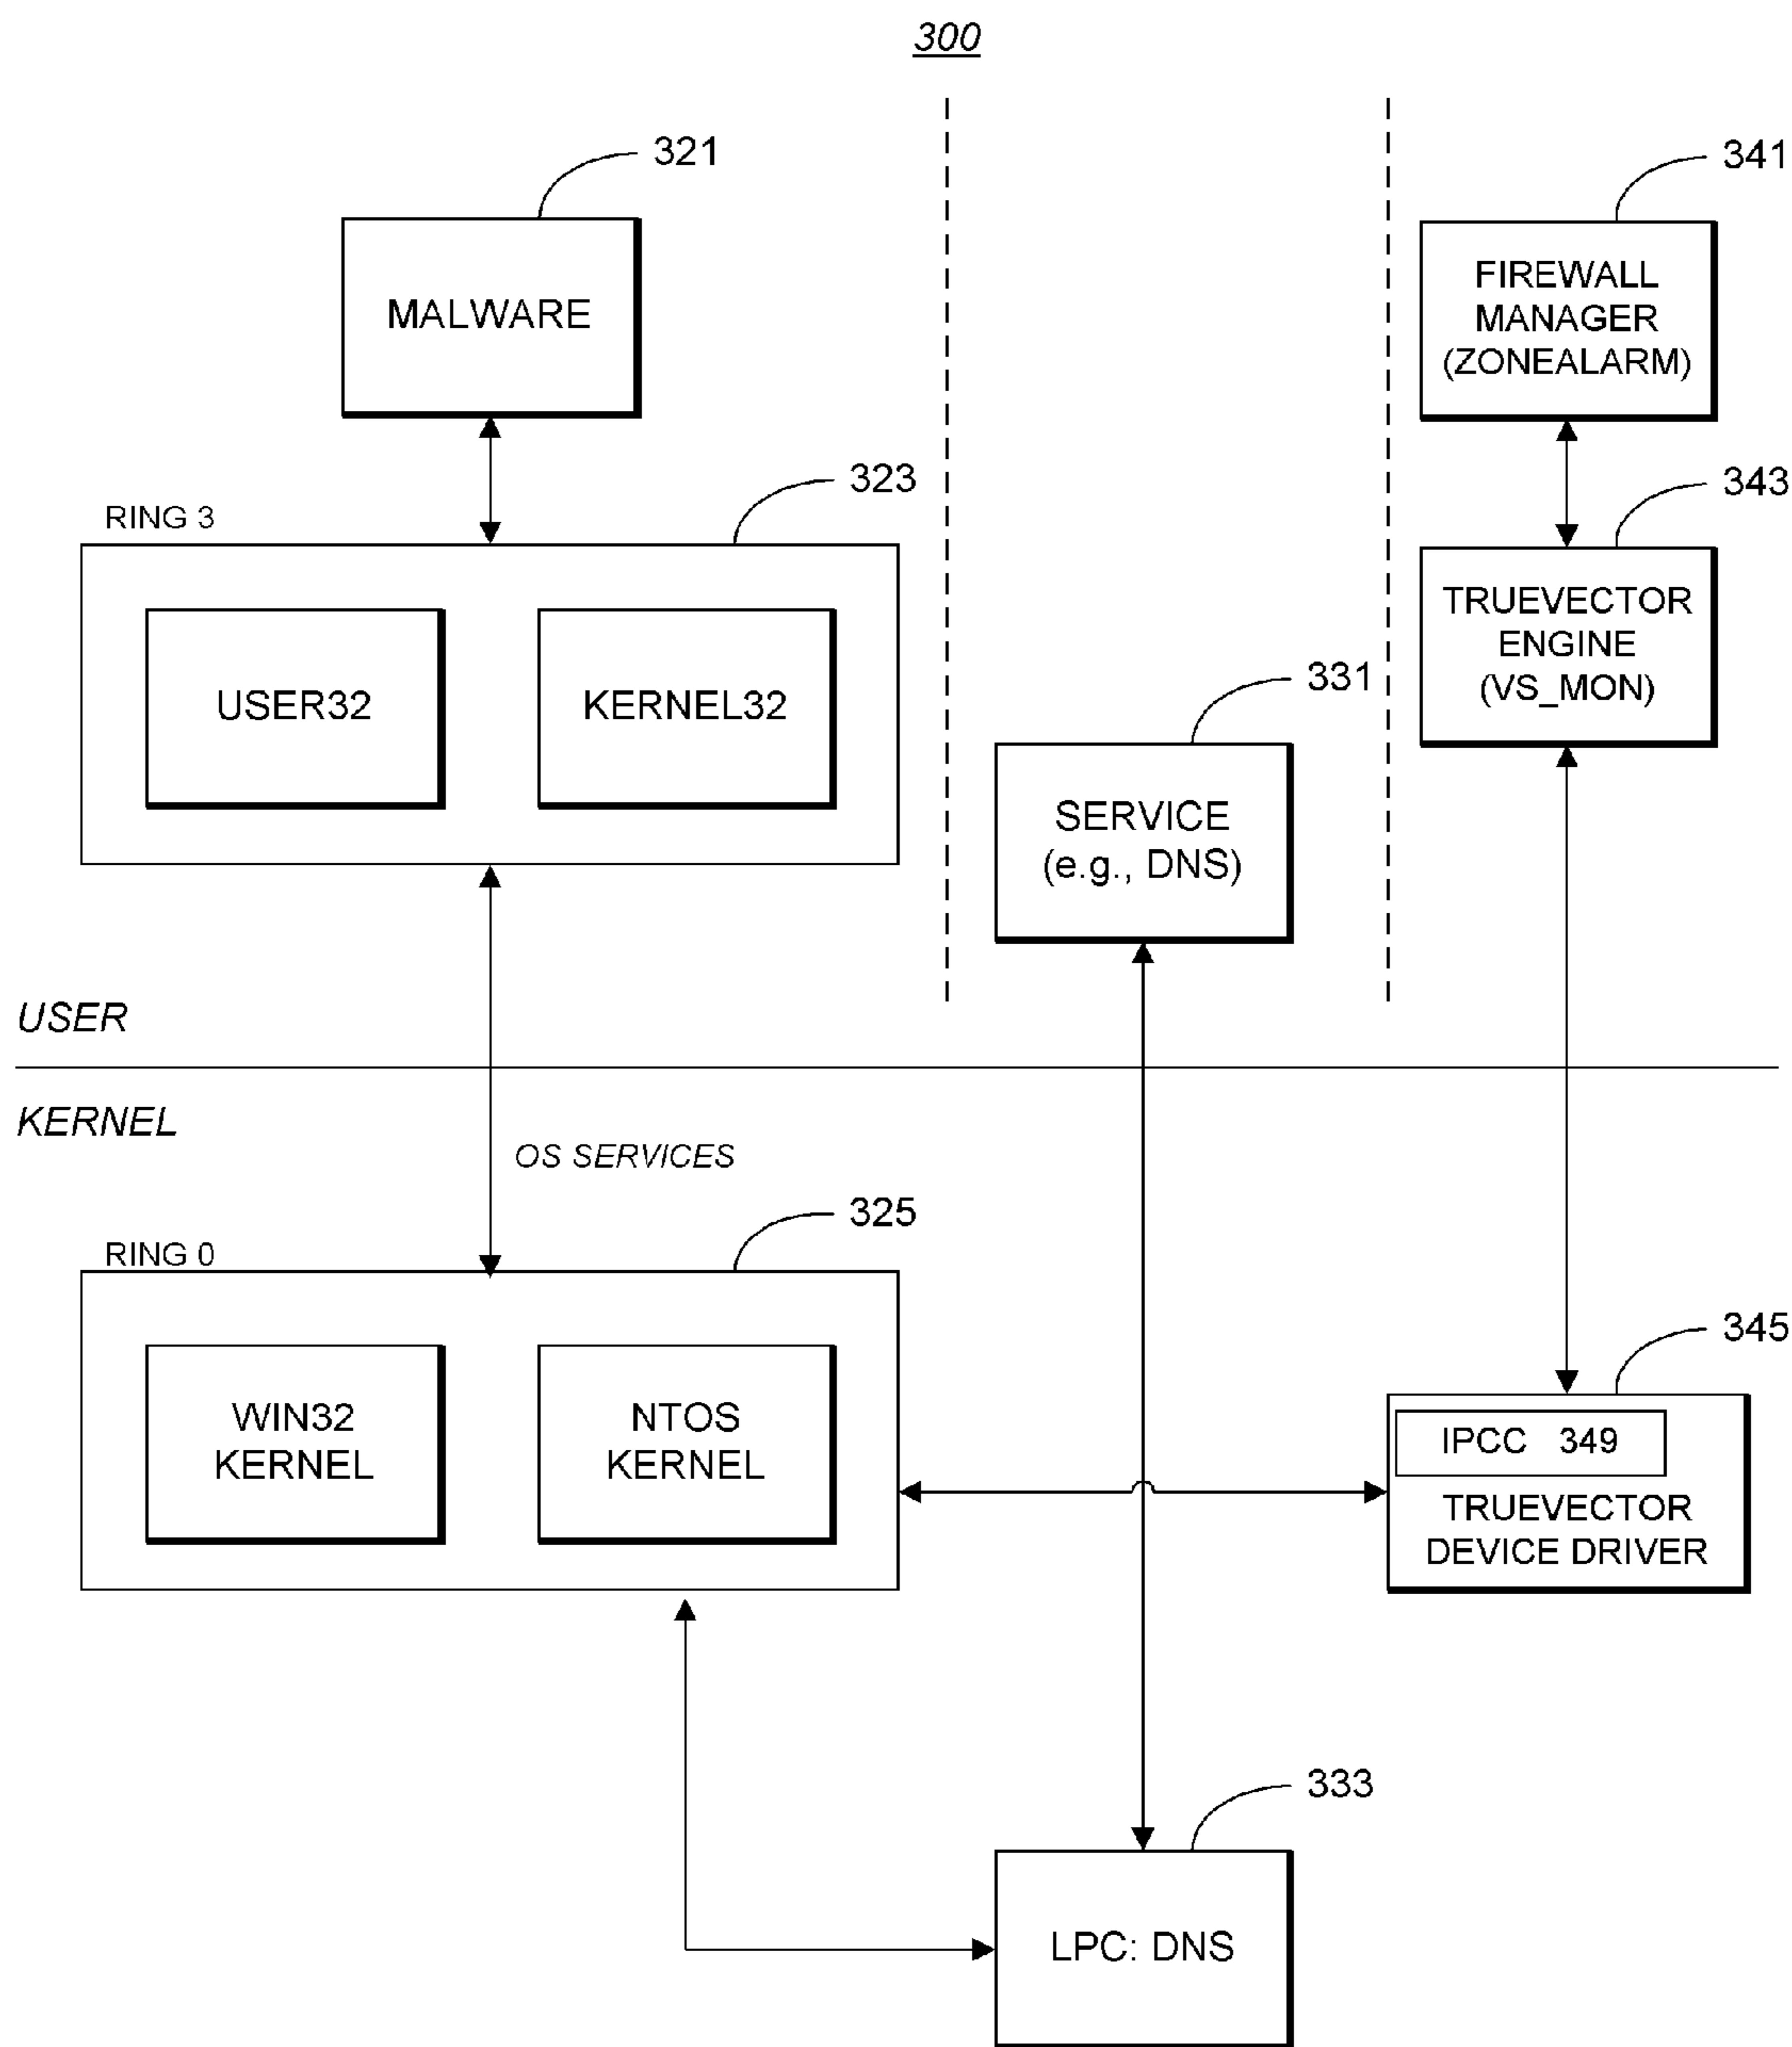 300
321
341
MALWARE
FIREWALL
MANAGER
(ZONEALARM)
323
343
RING 3
USER32
KERNEL32
TRUEVECTOR
ENGINE
(VS_MON)
331
SERVICE
(e.g., DNS)
USER
KERNEL
OS SERVICES
325
RING 0
345
WIN32
KERNEL
NTOS
KERNEL
IPCC 349
TRUEVECTOR
DEVICE DRIVER
333
LPC: DNS